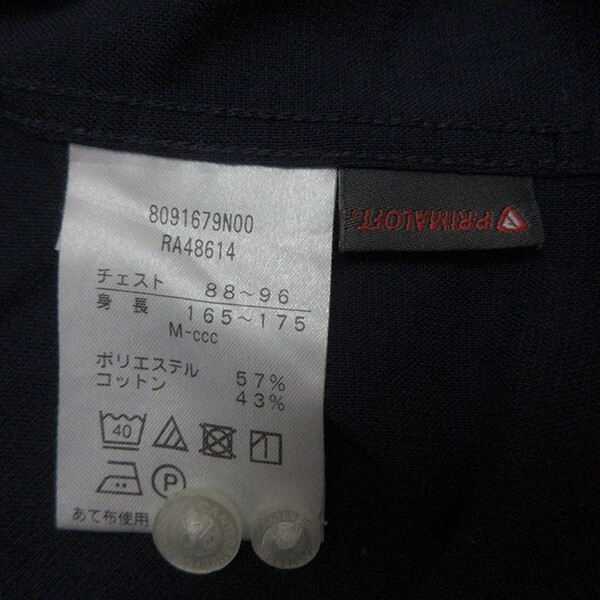 8091679N00
RA48614
チェスト 88～96
身長 165～175
M-ccc
ポリエステル 57%
コットン 43%
40
P
あて布使用
PRIMALOFT